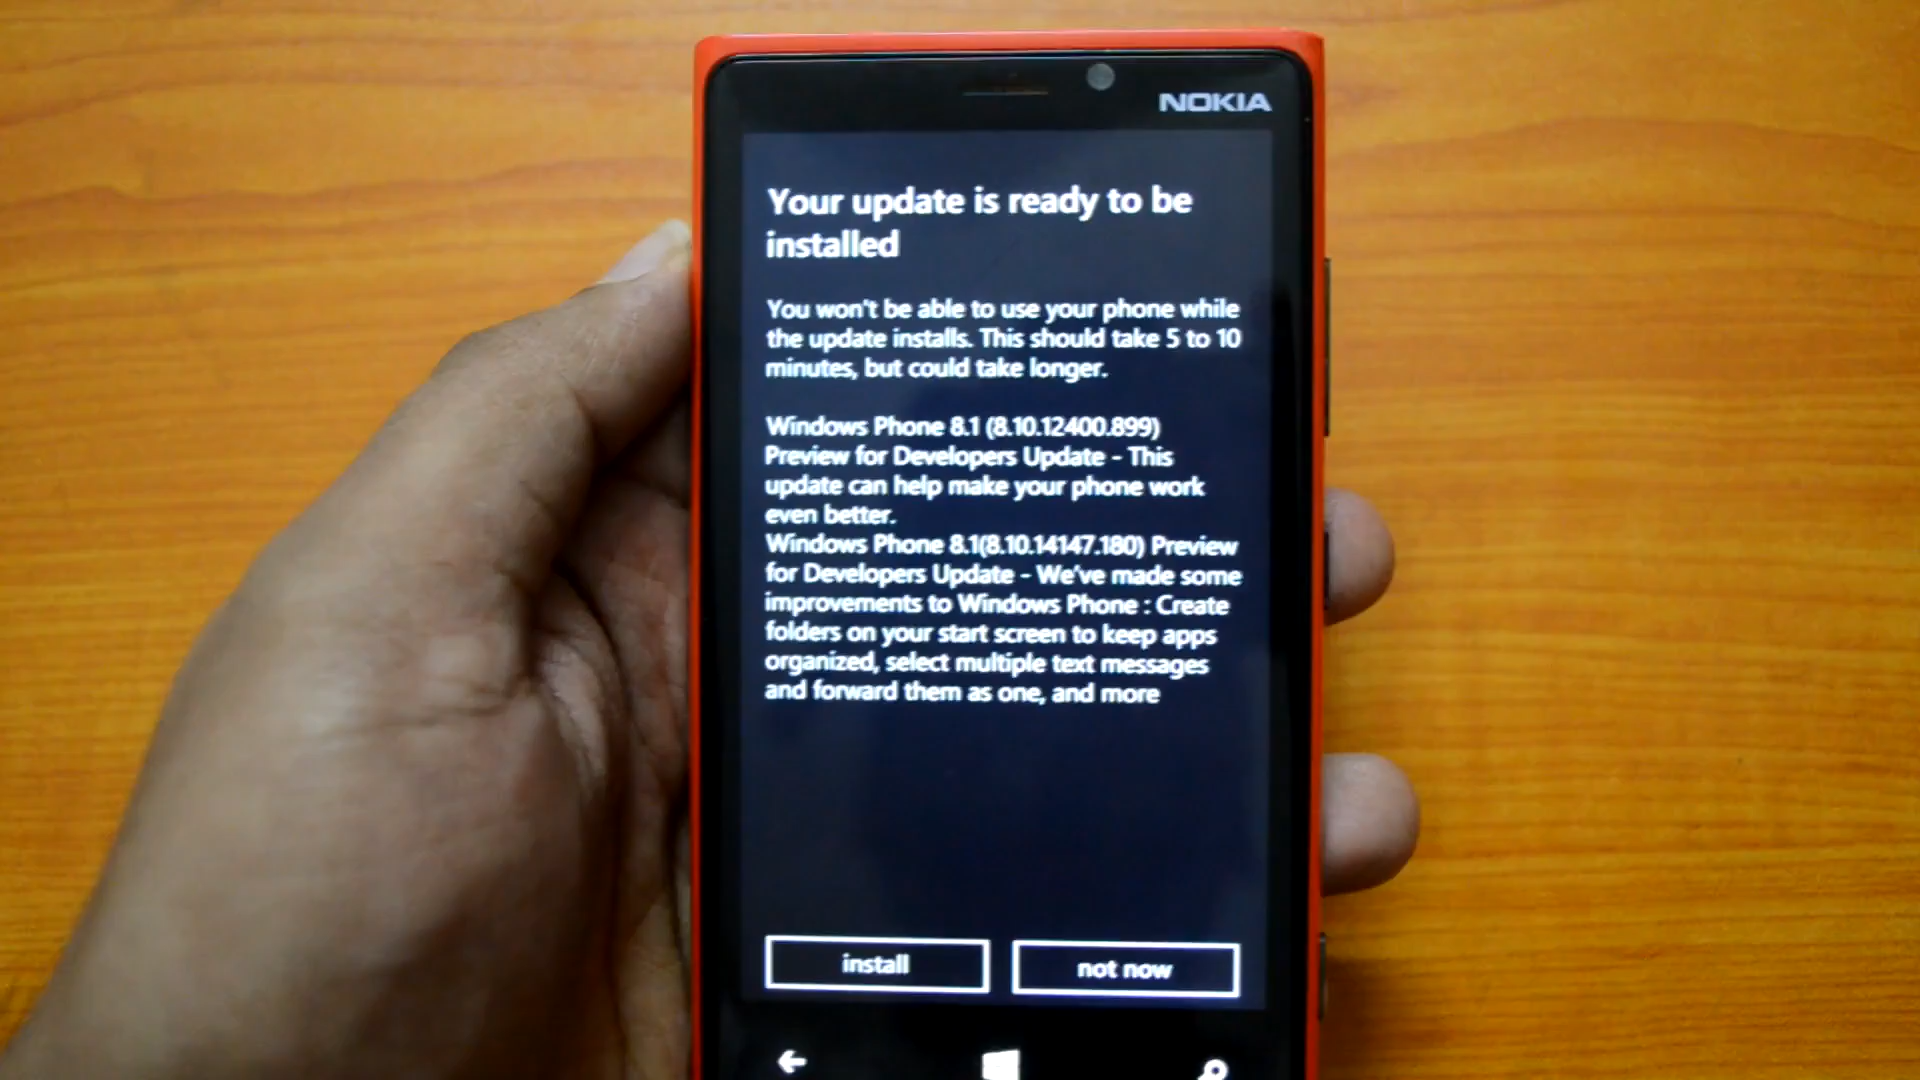 NOKIA
Your update is ready to be
installed
You won't be able to use your phone while
the update installs. This should take 5 to 10
minutes, but could take longer.
Windows Phone 8.1 (8.10.12400.899)
Preview for Developers Update - This
update can help make your phone work
even better.
Windows Phone 8.1(8.10.14147.180) Preview
for Developers Update - We've made some
improvements to Windows Phone : Create
folders on your start screen to keep apps
organized, select multiple text messages
and forward them as one, and more
install
not now